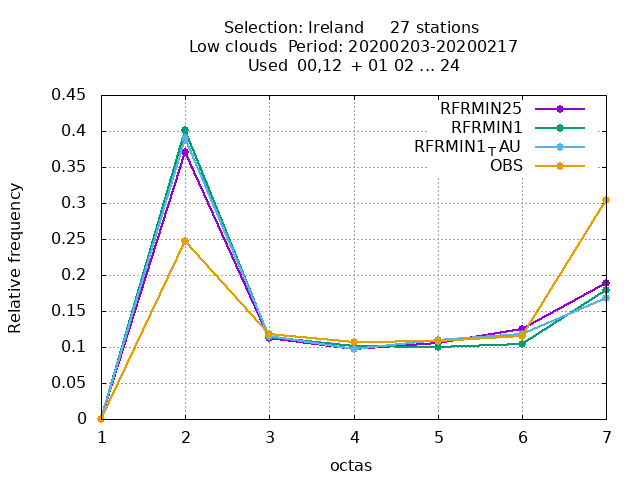 Selection: Ireland 27 stations
Low clouds Period: 20200203-20200217
Used 00,12 + 01 02 ... 24
RFRMIN25
RFRMIN1
RFRMIN1_TAU
OBS
Relative frequency
0.45
0.4
0.35
0.3
0.25
0.2
0.15
0.1
0.05
0
1 2 3 4 5 6 7
octas